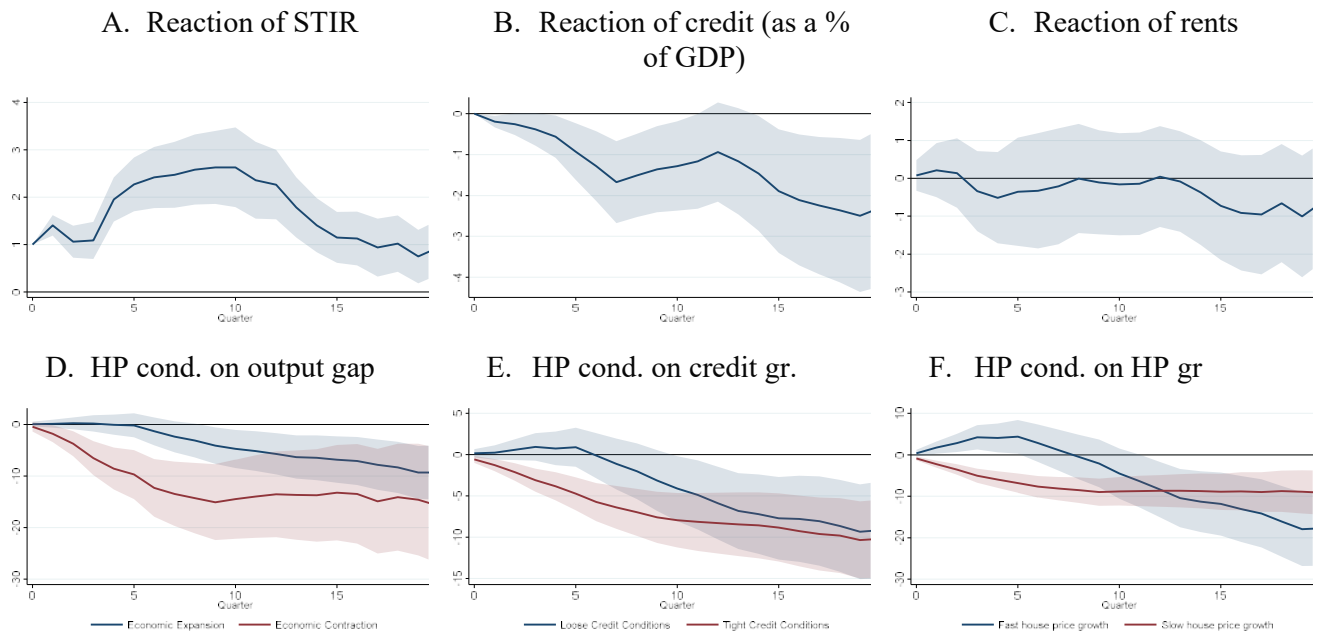 A. Reaction of STIR
B. Reaction of credit (as a %
of GDP)
C. Reaction of rents
4
3
2
1
0
0 5 10 15
Quarter
0
-1
-2
-3
-4
0 5 10 15
Quarter
2
1
0
-1
-2
-3
0 5 10 15
Quarter
D. HP cond. on output gap
E. HP cond. on credit gr.
F. HP cond. on HP gr
0
-10
-20
-30
0 5 10 15
Quarter
Economic Expansion Economic Contraction
5
0
-5
-10
-15
0 5 10 15
Quarter
Loose Credit Conditions Tight Credit Conditions
10
0
-10
-20
-30
0 5 10 15
Quarter
Fast house price growth Slow house price growth